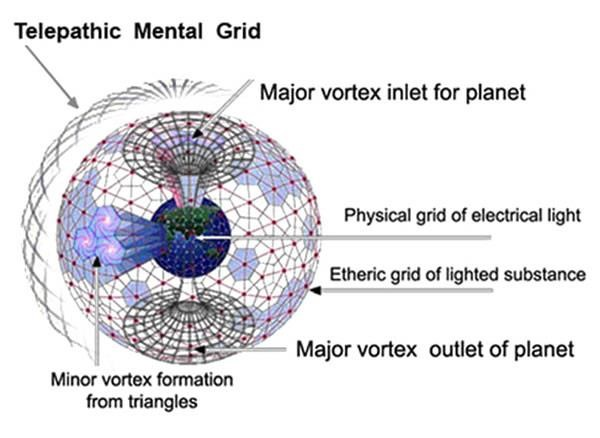 Telepathic Mental Grid
Major vortex inlet for planet
Physical grid of electrical light
Etheric grid of lighted substance
Major vortex outlet of planet
Minor vortex formation
from triangles